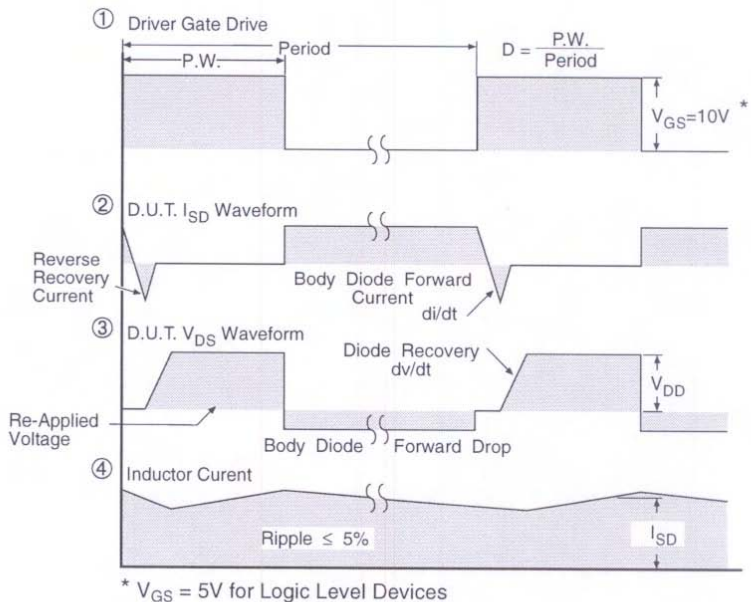 ① Driver Gate Drive
Period
P.W.
D = P.W.
Period
V_GS=10V *
② D.U.T. I_SD Waveform
Reverse
Recovery
Current
Body Diode Forward
Current
di/dt
③ D.U.T. V_DS Waveform
Diode Recovery
dv/dt
V_DD
Re-Applied
Voltage
Body Diode Forward Drop
④ Inductor Curent
Ripple ≤ 5%
I_SD
* V_GS = 5V for Logic Level Devices